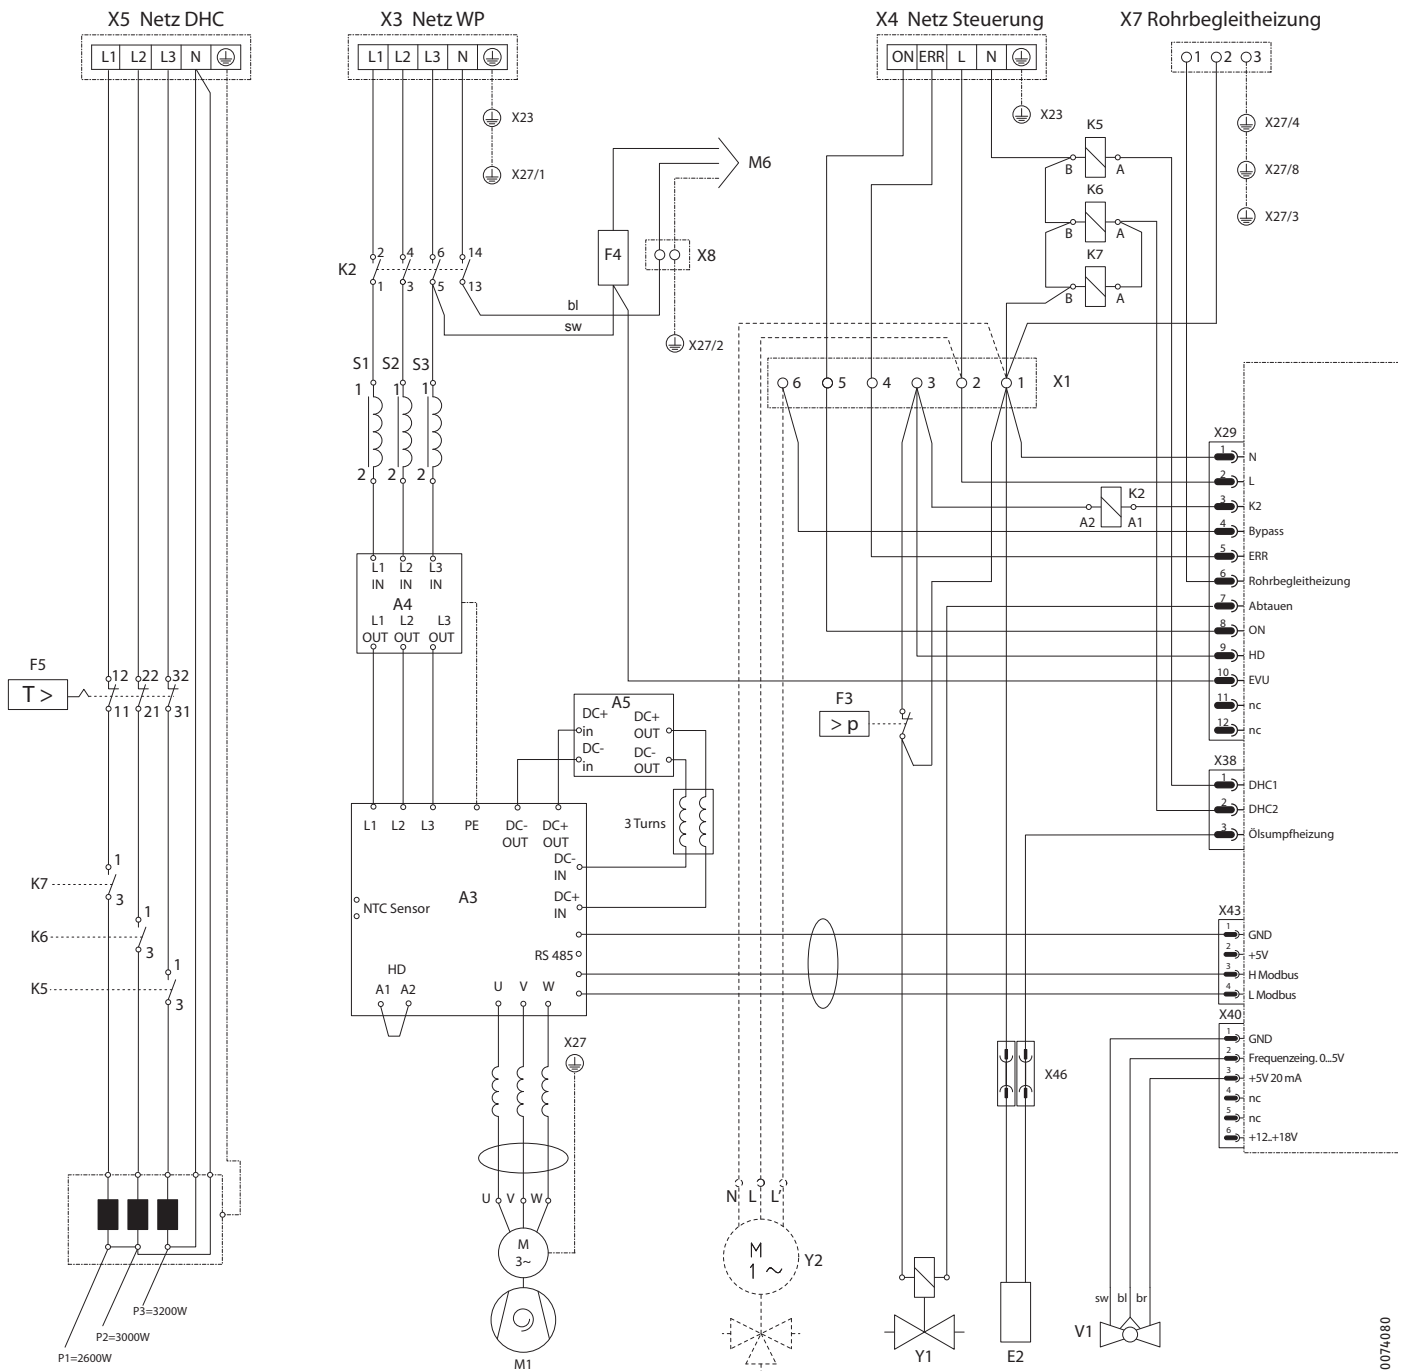 X5 Netz DHC
X3 Netz WP
X4 Netz Steuerung
X7 Rohrbegleitheizung
L1 L2 L3 N
L1 L2 L3 N
ON ERR L N
1 2 3
X23
X27/1
X23
X27/4
X27/8
X27/3
K5
B A
K6
B A
K7
B A
M6
F4
X8
X27/2
K2
2 4 6 14
1 3 5 13
bl
sw
S1 S2 S3
1 1 1
2 2 2
6 5 4 3 2 1
X1
X29
1 N
2 L
3 K2
4 Bypass
5 ERR
6 Rohrbegleitheizung
7 Abtauen
8 ON
9 HD
10 EVU
11 nc
12 nc
K2
A2 A1
L1 L2 L3
IN IN IN
A4
L1 L2 L3
OUT OUT OUT
F5
T >
12 22 32
11 21 31
A5
DC+
in
DC-
in
DC+
OUT
DC-
OUT
3 Turns
F3
> p
X38
1 DHC1
2 DHC2
3 Ölsumpfheizung
L1 L2 L3 PE
DC-
OUT
DC+
OUT
DC-
IN
DC+
IN
A3
NTC Sensor
RS 485
HD
A1 A2
U V W
K7
1
3
K6
1
3
K5
1
3
X43
1 GND
2 +5V
3 H Modbus
4 L Modbus
X40
1 GND
2 Frequenzeing. 0...5V
3 +5V 20 mA
4 nc
5 nc
6 +12..+18V
X27
X46
U V W
M
3~
M1
N L L'
M
1 ~
Y2
Y1
E2
sw bl br
V1
P3=3200W
P2=3000W
P1=2600W
0074080